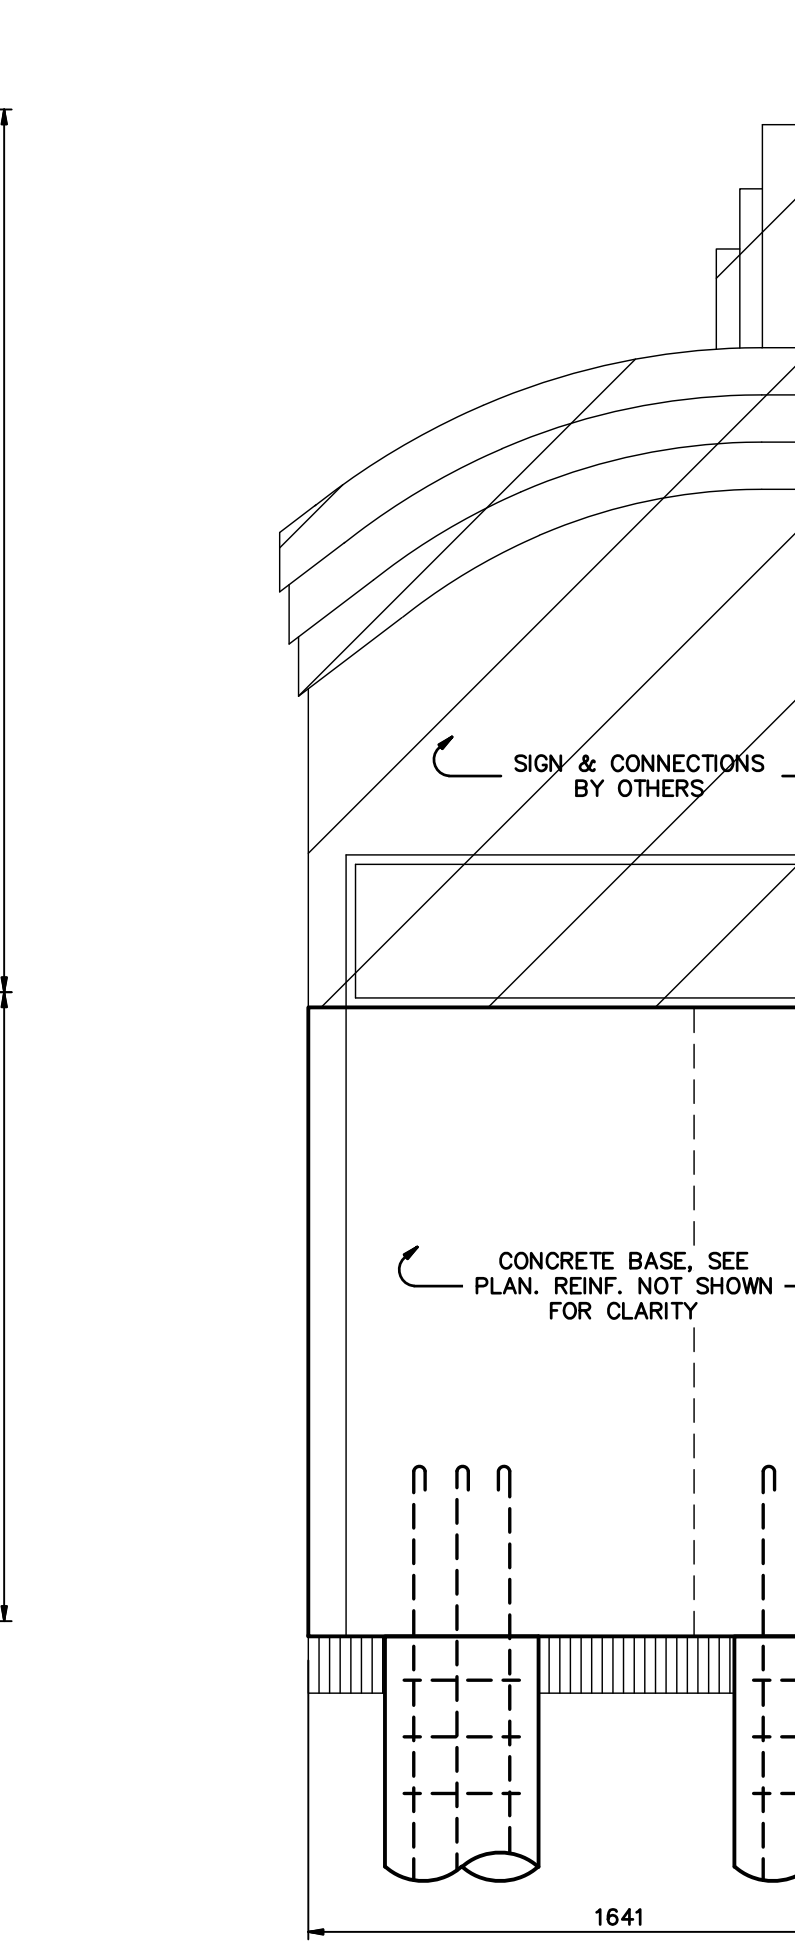 SIGN & CONNECTIONS
BY OTHERS
CONCRETE BASE, SEE
PLAN. REINF. NOT SHOWN
FOR CLARITY
1641